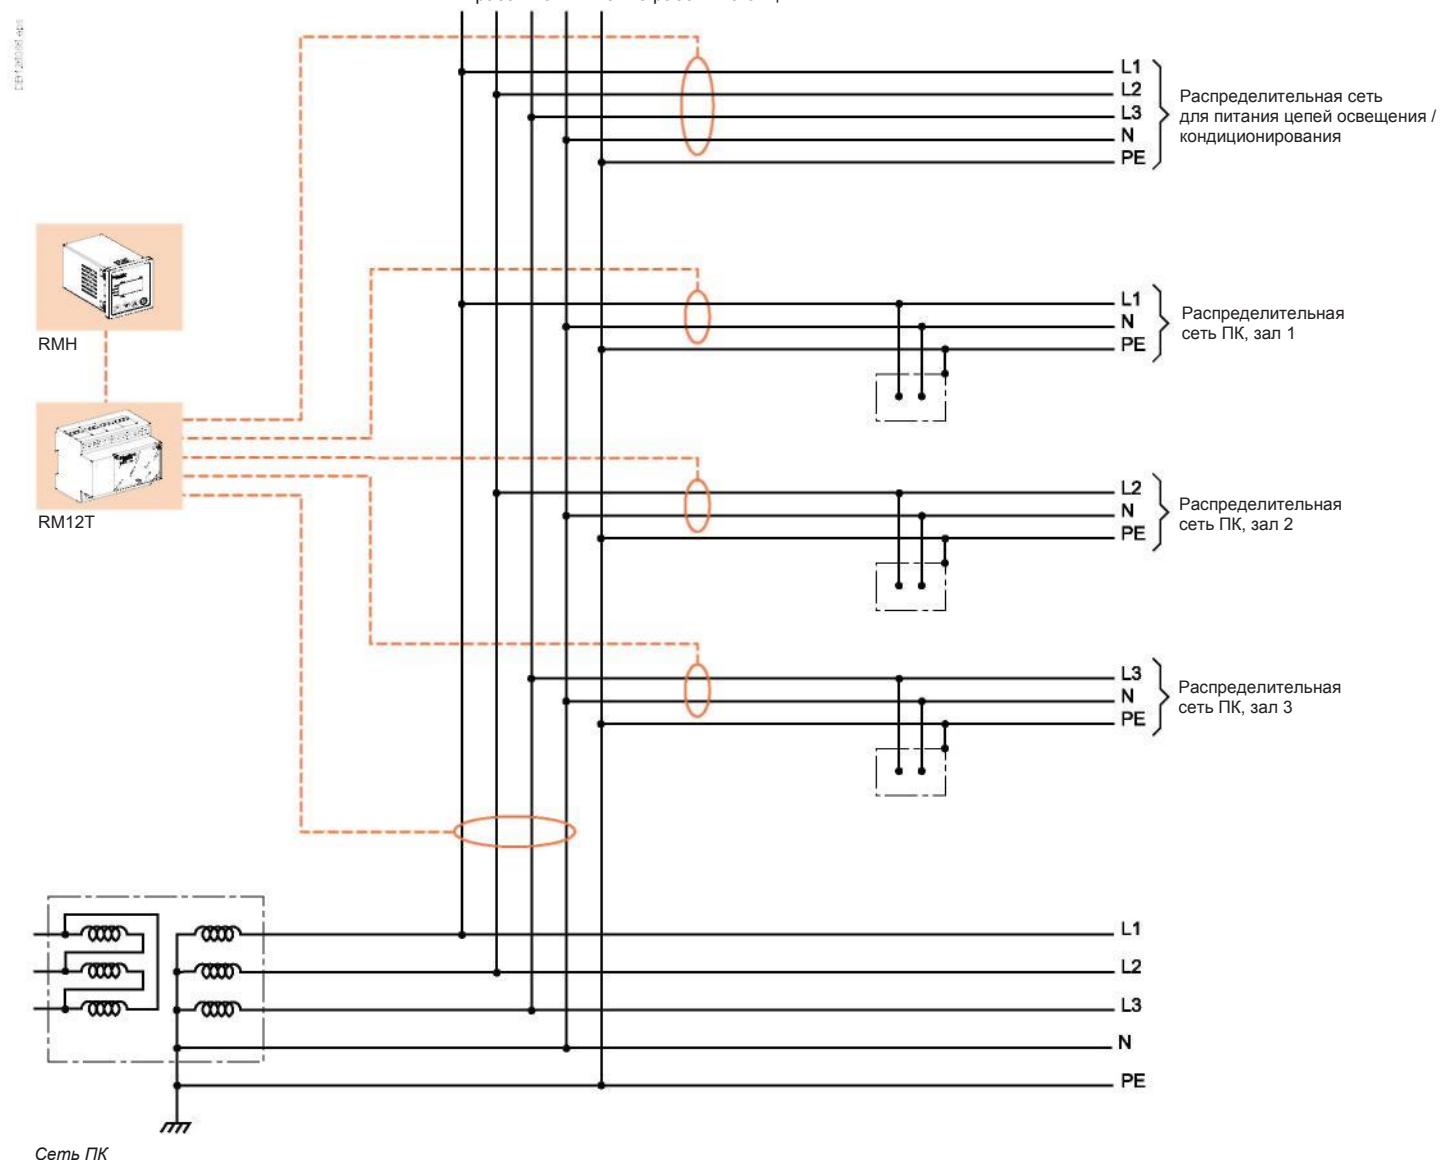 L1
L2
L3
N
PE
Распределительная сеть
для питания цепей освещения /
кондиционирования
RMH
L1
N
PE
Распределительная
сеть ПК, зал 1
RM12T
L2
N
PE
Распределительная
сеть ПК, зал 2
L3
N
PE
Распределительная
сеть ПК, зал 3
L1
L2
L3
N
PE
Сеть ПК